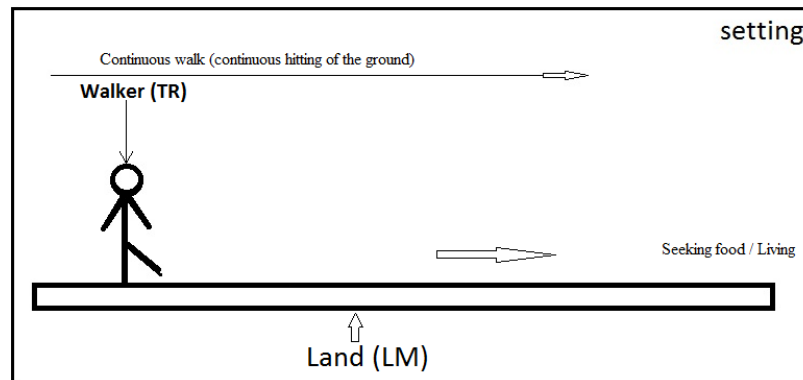 setting
Continuous walk (continuous hitting of the ground)
Walker (TR)
Seeking food / Living
Land (LM)